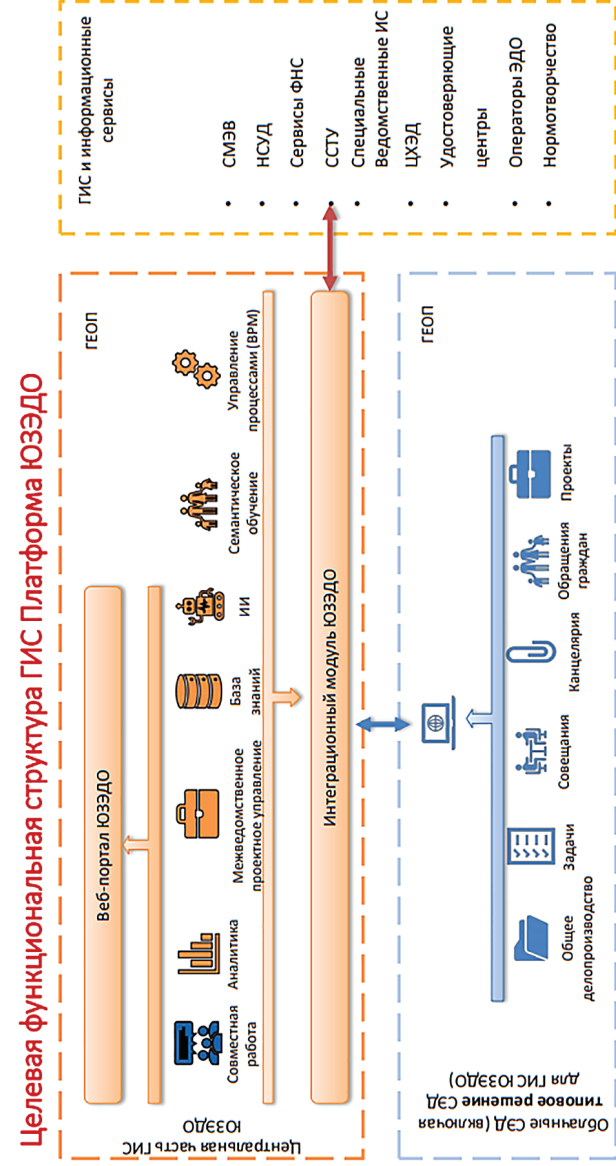 Целевая функциональная структура ГИС Платформа ЮЗЭДО
Центральная часть ГИС
ЮЗЭДО
ГЕОП
Веб-портал ЮЗЭДО
Совместная
работа
Аналитика
Межведомственное
проектное управление
База
знаний
ИИ
Семантическое
обучение
Управление
процессами (BPM)
Интеграционный модуль ЮЗЭДО
Облачные СЭД (включая
типовое решение СЭД
для ГИС ЮЗЭДО)
ГЕОП
Общее
делопроизводство
Задачи
Совещания
Канцелярия
Обращения
граждан
Проекты
ГИС и информационные
сервисы
• СМЭВ
• НСУД
• Сервисы ФНС
• ССТУ
• Специальные
Ведомственные ИС
• ЦХЭД
• Удостоверяющие
центры
• Операторы ЭДО
• Нормотворчество